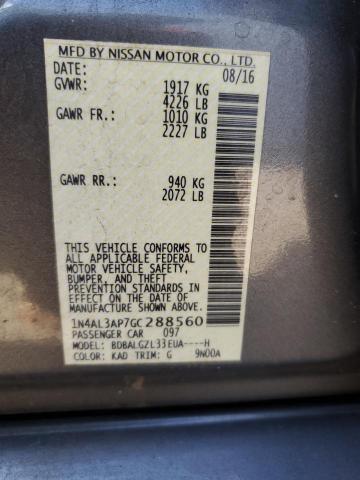 MFD BY NISSAN MOTOR CO., LTD.
DATE: 08/16
GVWR: 1917 KG
4226 LB
GAWR FR.: 1010 KG
2227 LB
GAWR RR.: 940 KG
2072 LB
THIS VEHICLE CONFORMS TO
ALL APPLICABLE FEDERAL
MOTOR VEHICLE SAFETY,
BUMPER, AND THEFT
PREVENTION STANDARDS
IN EFFECT ON THE DATE OF
MANUFACTURE SHOWN ABOVE.
1N4AL3AP7GC288560
PASSENGER CAR 097
MODEL: BDBALGZL33EUA----H
COLOR: KAD TRIM: G 9N00A